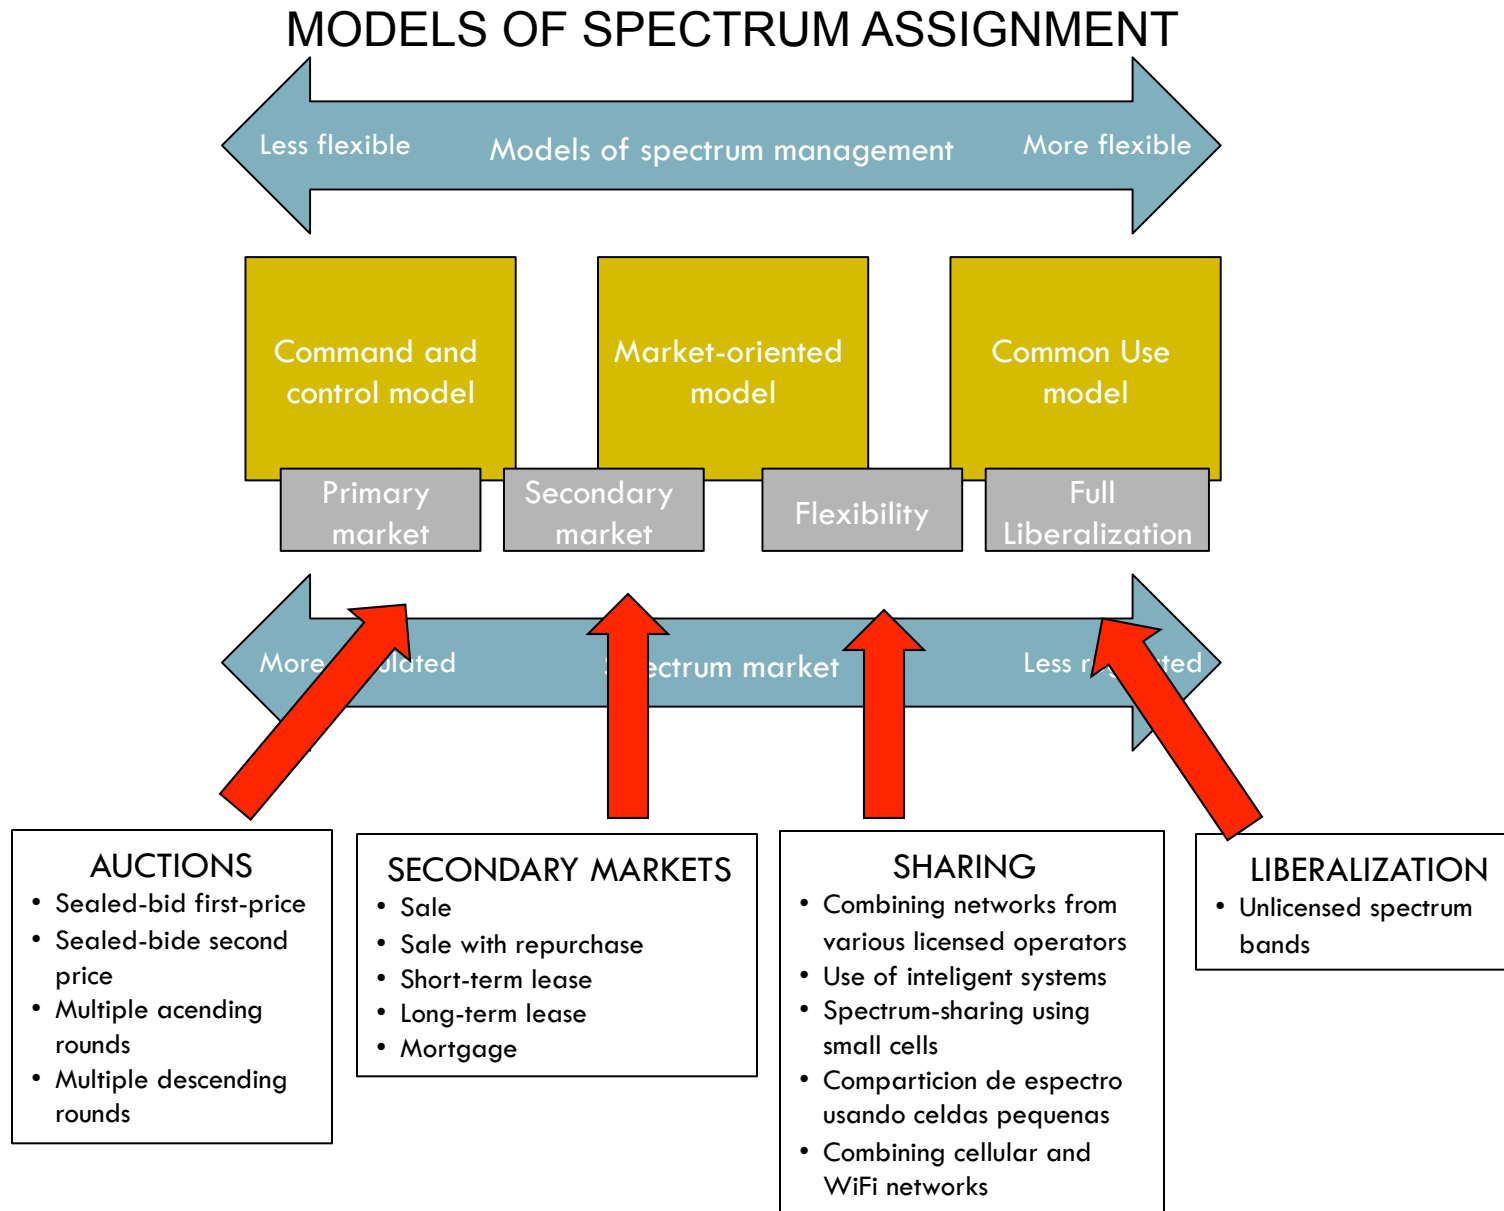 MODELS OF SPECTRUM ASSIGNMENT
Less flexible
Models of spectrum management
More flexible
Command and
control model
Market-oriented
model
Common Use
model
Primary
market
Secondary
market
Flexibility
Full
Liberalization
More
ulated
ectrum market
Less re
ted
AUCTIONS
• Sealed-bid first-price
• Sealed-bide second
price
• Multiple acending
rounds
• Multiple descending
rounds
SECONDARY MARKETS
• Sale
• Sale with repurchase
• Short-term lease
• Long-term lease
• Mortgage
SHARING
• Combining networks from
various licensed operators
• Use of inteligent systems
• Spectrum-sharing using
small cells
• Comparticion de espectro
usando celdas pequenas
• Combining cellular and
WiFi networks
LIBERALIZATION
• Unlicensed spectrum
bands